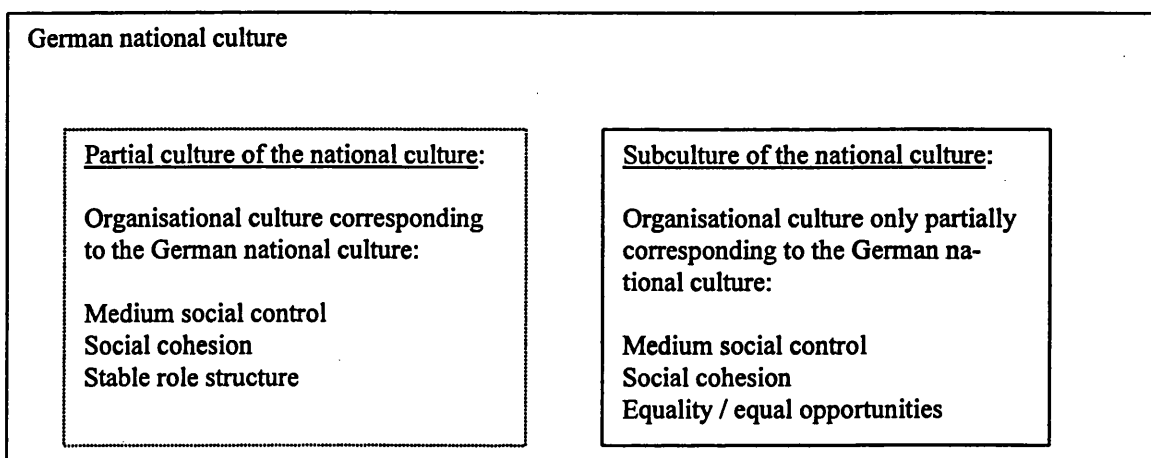 German national culture
Partial culture of the national culture:
Organisational culture corresponding
to the German national culture:
Medium social control
Social cohesion
Stable role structure
Subculture of the national culture:
Organisational culture only partially
corresponding to the German na-
tional culture:
Medium social control
Social cohesion
Equality / equal opportunities